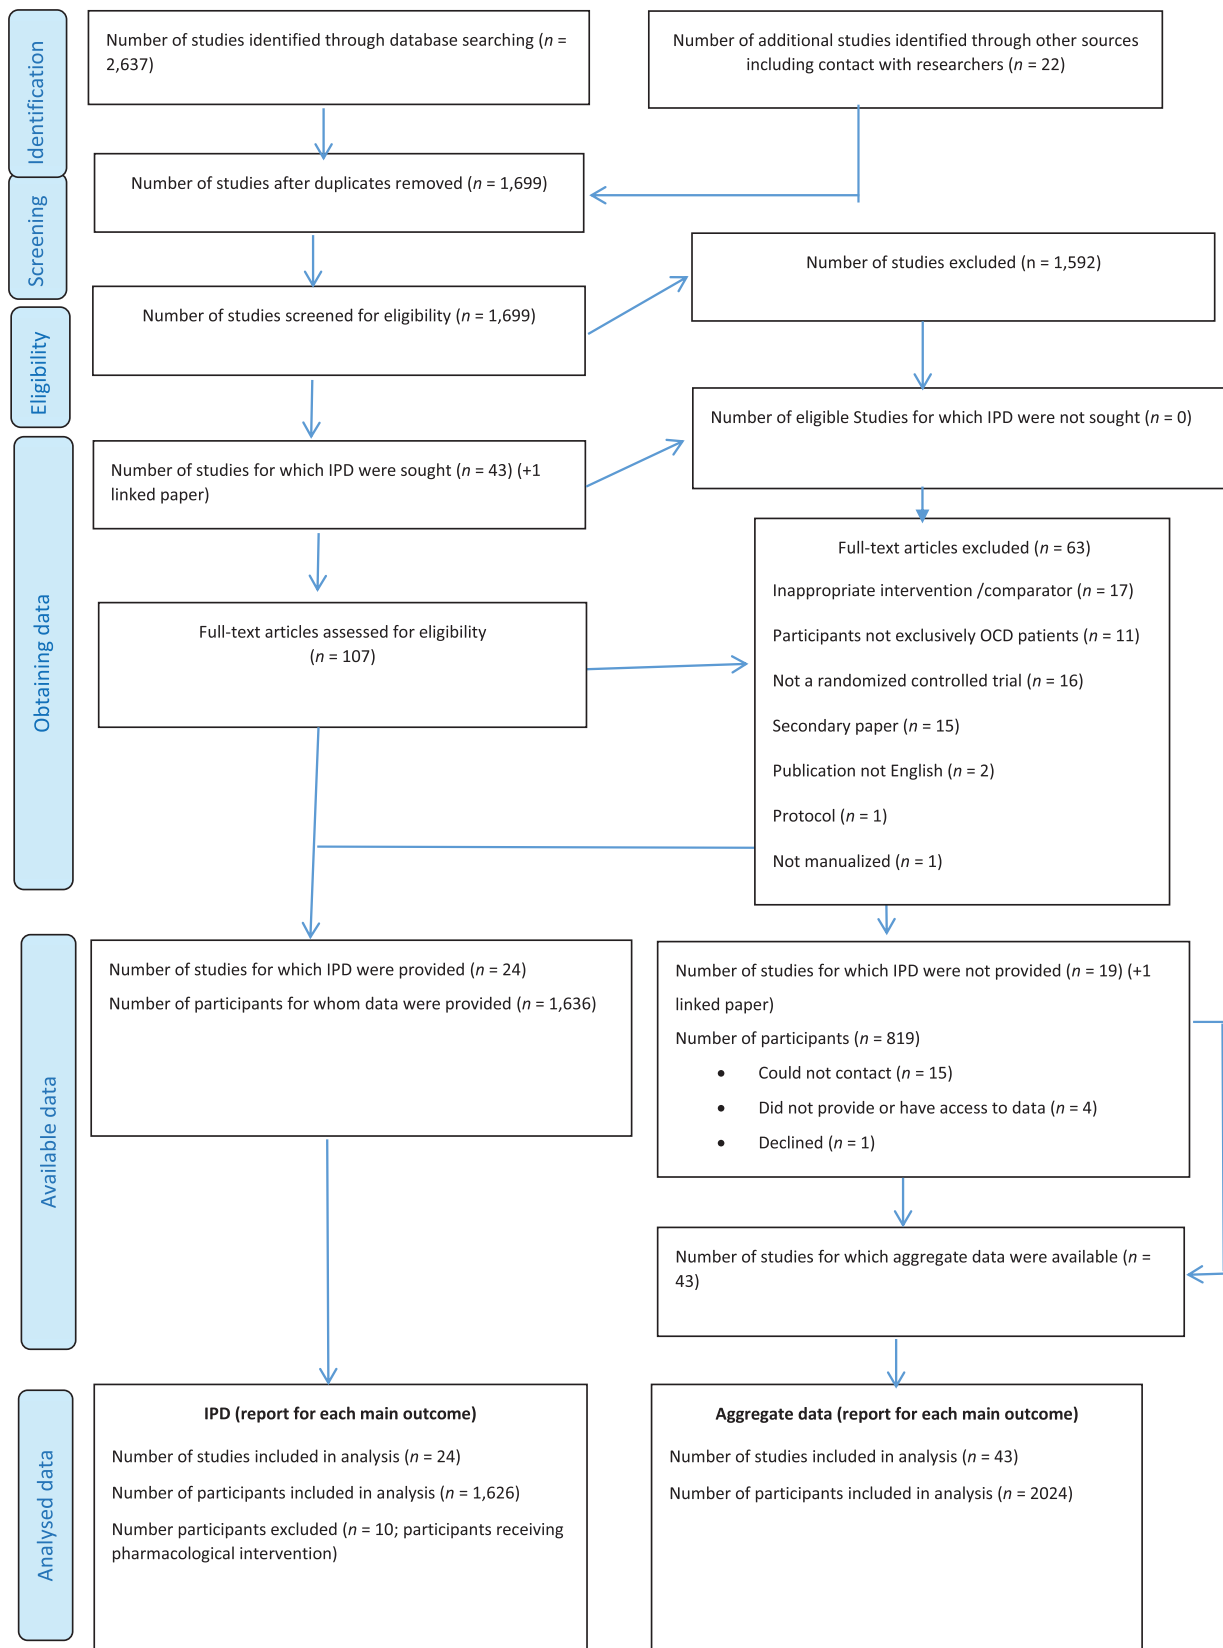 Identification
Number of studies identified through database searching (n =
2,637)
Number of additional studies identified through other sources
including contact with researchers (n = 22)
Number of studies after duplicates removed (n = 1,699)
Screening
Number of studies excluded (n = 1,592)
Number of studies screened for eligibility (n = 1,699)
Eligibility
Number of eligible Studies for which IPD were not sought (n = 0)
Number of studies for which IPD were sought (n = 43) (+1
linked paper)
Obtaining data
Full-text articles assessed for eligibility
(n = 107)
Full-text articles excluded (n = 63)
Inappropriate intervention /comparator (n = 17)
Participants not exclusively OCD patients (n = 11)
Not a randomized controlled trial (n = 16)
Secondary paper (n = 15)
Publication not English (n = 2)
Protocol (n = 1)
Not manualized (n = 1)
Available data
Number of studies for which IPD were provided (n = 24)
Number of participants for whom data were provided (n = 1,636)
Number of studies for which IPD were not provided (n = 19) (+1
linked paper)
Number of participants (n = 819)
• Could not contact (n = 15)
• Did not provide or have access to data (n = 4)
• Declined (n = 1)
Number of studies for which aggregate data were available (n =
43)
Analysed data
IPD (report for each main outcome)
Number of studies included in analysis (n = 24)
Number of participants included in analysis (n = 1,626)
Number participants excluded (n = 10; participants receiving
pharmacological intervention)
Aggregate data (report for each main outcome)
Number of studies included in analysis (n = 43)
Number of participants included in analysis (n = 2024)